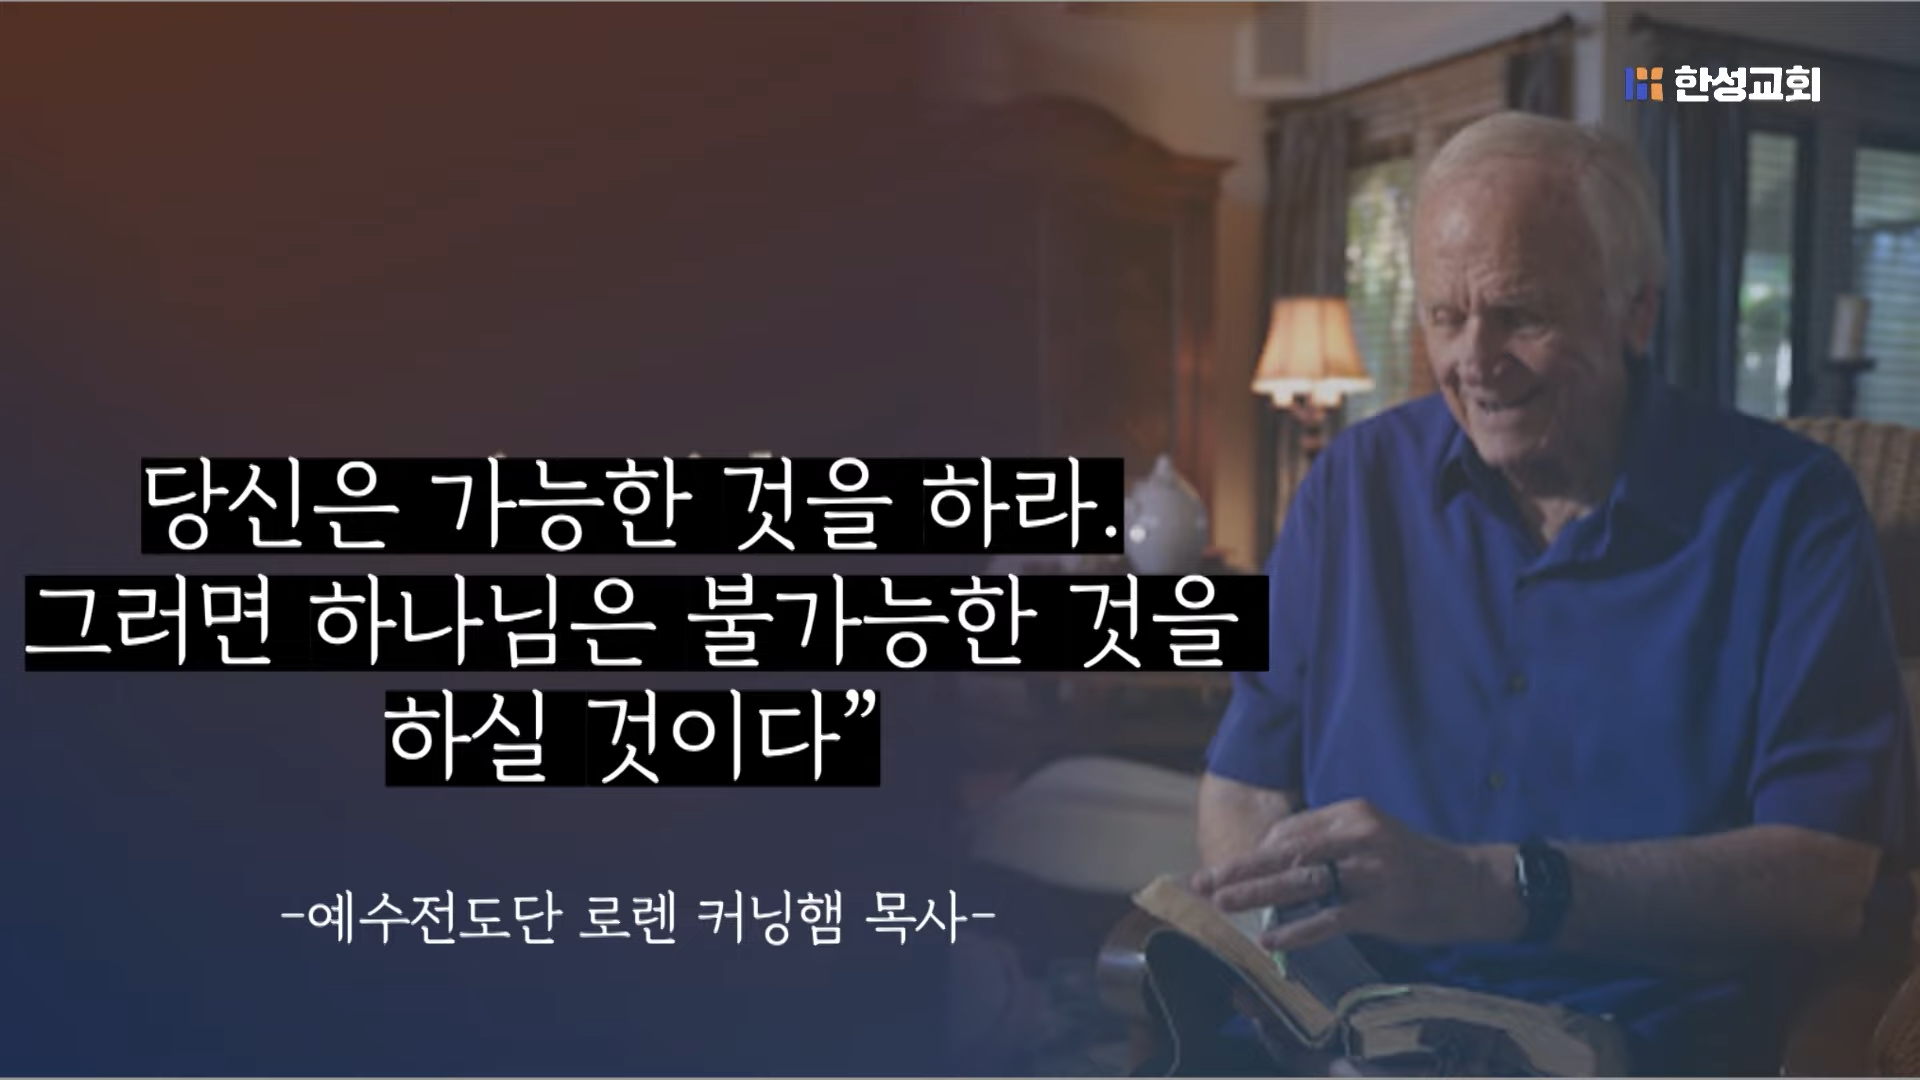 한성교회
당신은 가능한 것을 하라.
그러면 하나님은 불가능한 것을
하실 것이다”
-예수전도단 로렌 커닝햄 목사-